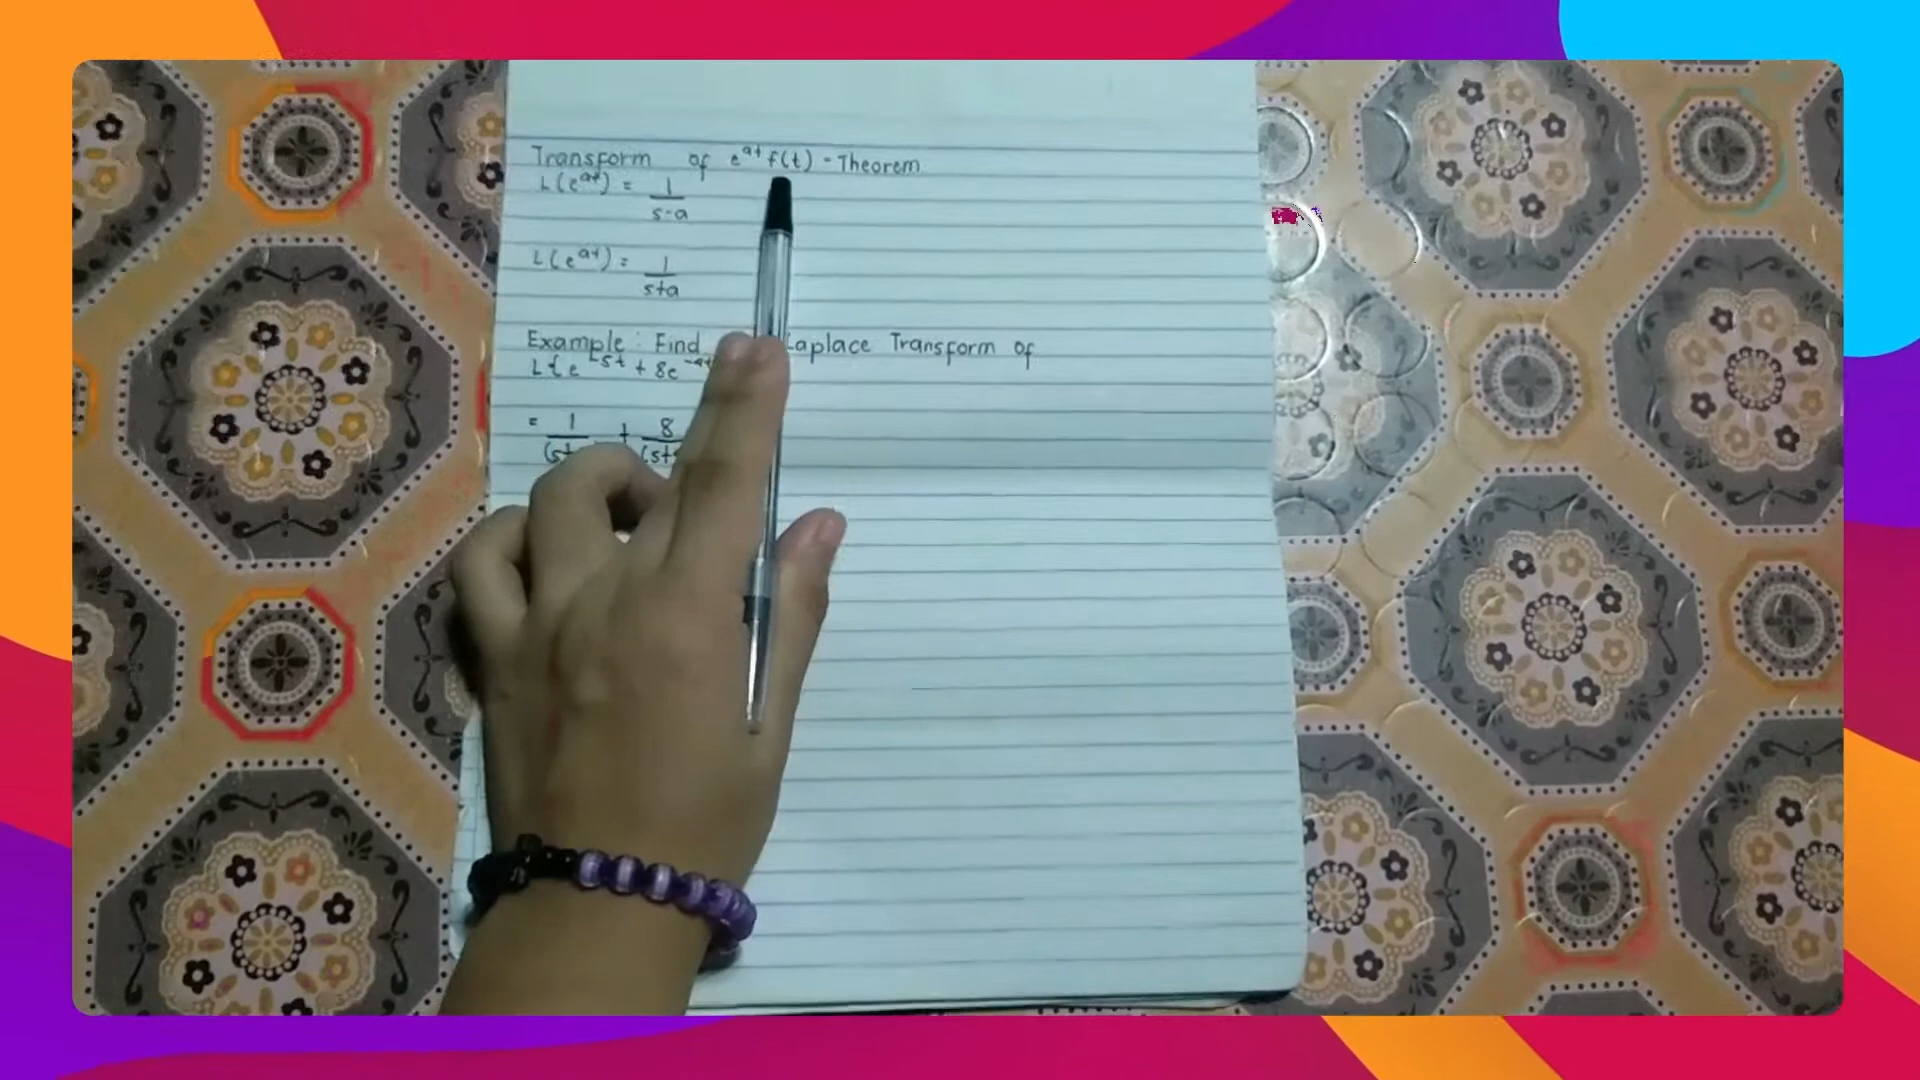 Transform of e^at f(t) - Theorem
L(e^at) = 1/s-a
L(e^at) = 1/s+a
Example : Find Laplace Transform of
L{e^-5t + 8e
= 1/(s+ + 8/(s+